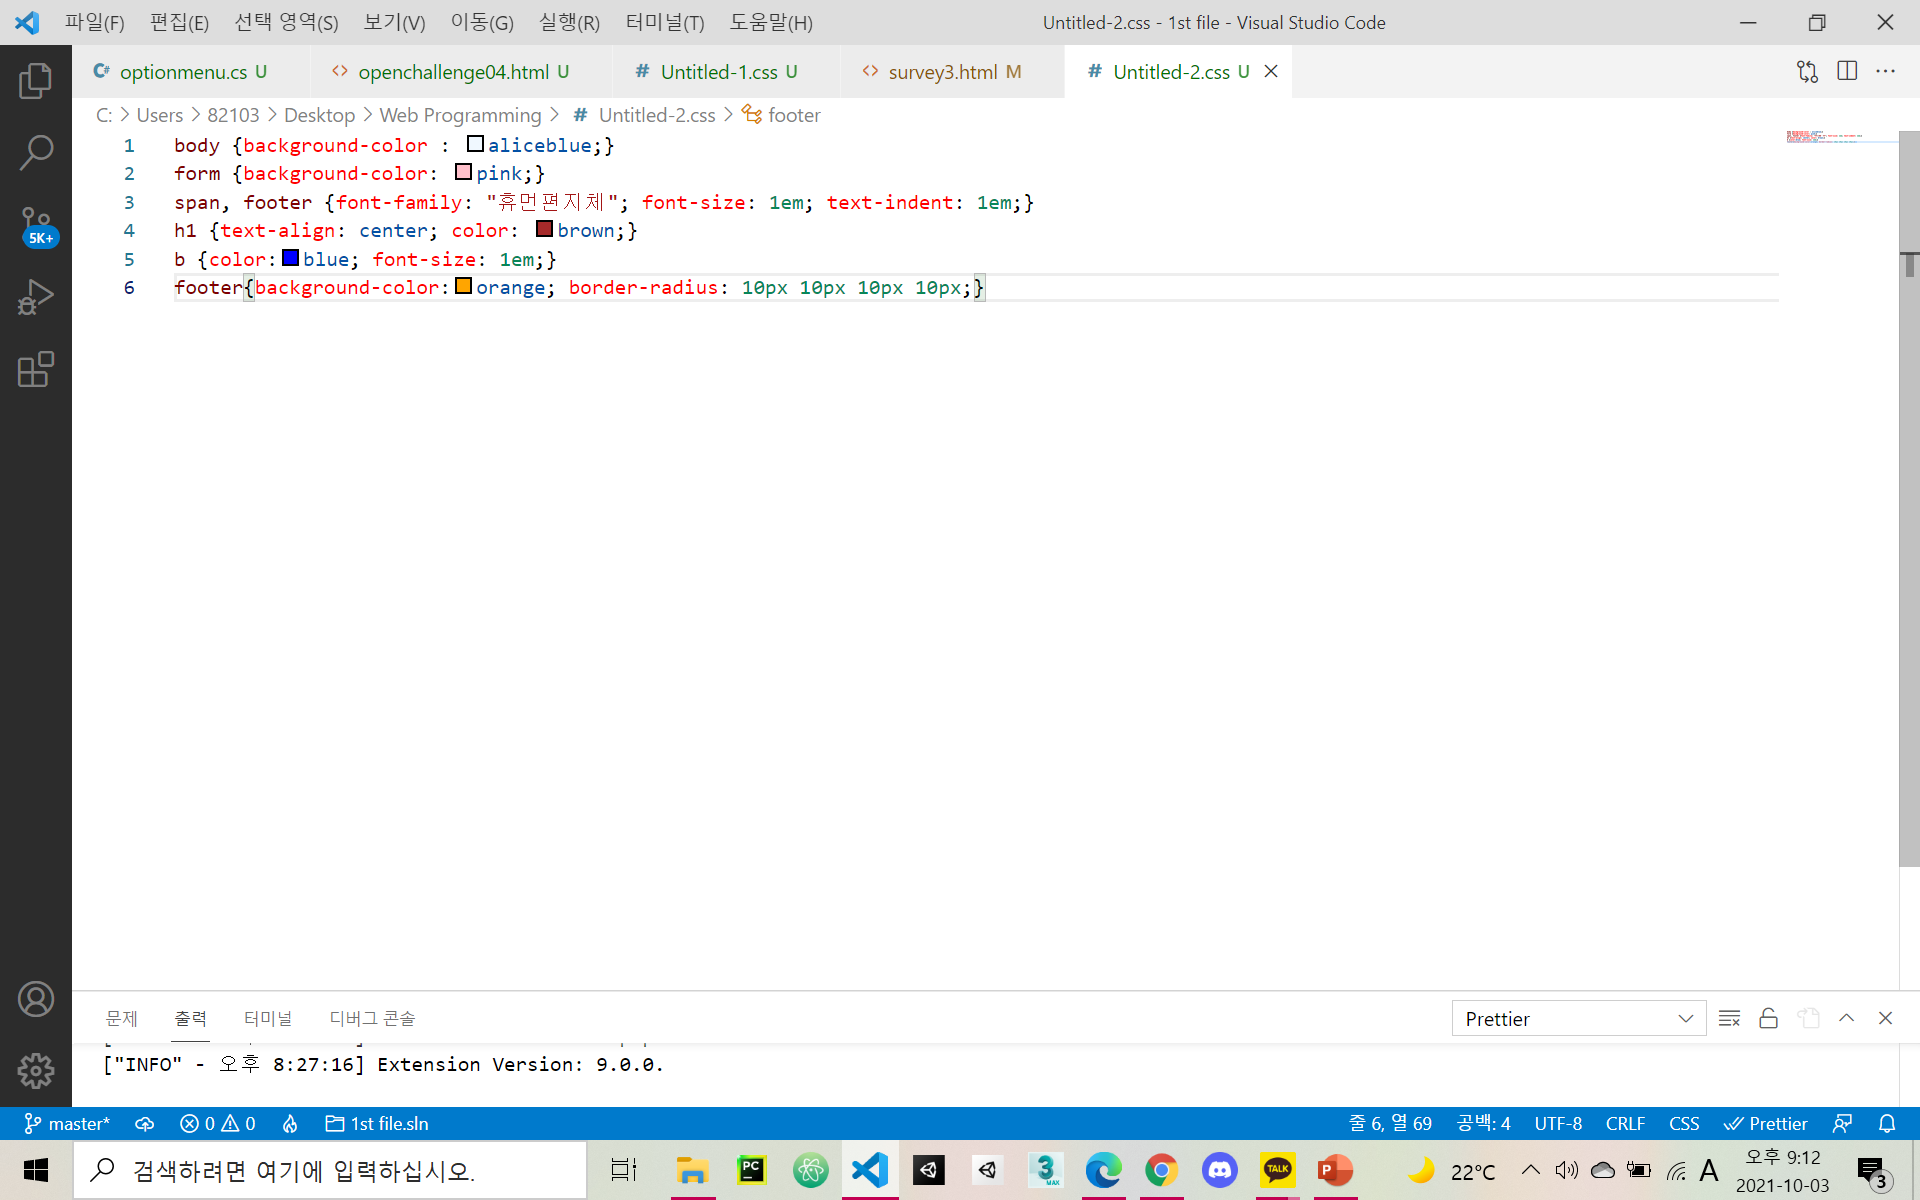 파일(F) 편집(E) 선택 영역(S) 보기(V) 이동(G) 실행(R) 터미널(T) 도움말(H) Untitled-2.css - 1st file - Visual Studio Code
optionmenu.cs U openchallenge04.html U # Untitled-1.css U <> survey3.html M # Untitled-2.css U
C: > Users > 82103 > Desktop > Web Programming > # Untitled-2.css > footer
1 body {background-color : aliceblue;}
2 form {background-color: pink;}
3 span, footer {font-family: "휴먼편지체"; font-size: 1em; text-indent: 1em;}
4 h1 {text-align: center; color: brown;}
5 b {color:blue; font-size: 1em;}
6 footer{background-color:orange; border-radius: 10px 10px 10px 10px;}
5K+
문제 출력 터미널 디버그 콘솔 Prettier
["INFO" - 오후 8:27:16] Extension Version: 9.0.0.
master* 0 0 1st file.sln 줄 6, 열 69 공백: 4 UTF-8 CRLF CSS Prettier
검색하려면 여기에 입력하십시오. PC 3 MAX TALK P 22°C A 오후 9:12
2021-10-03 3